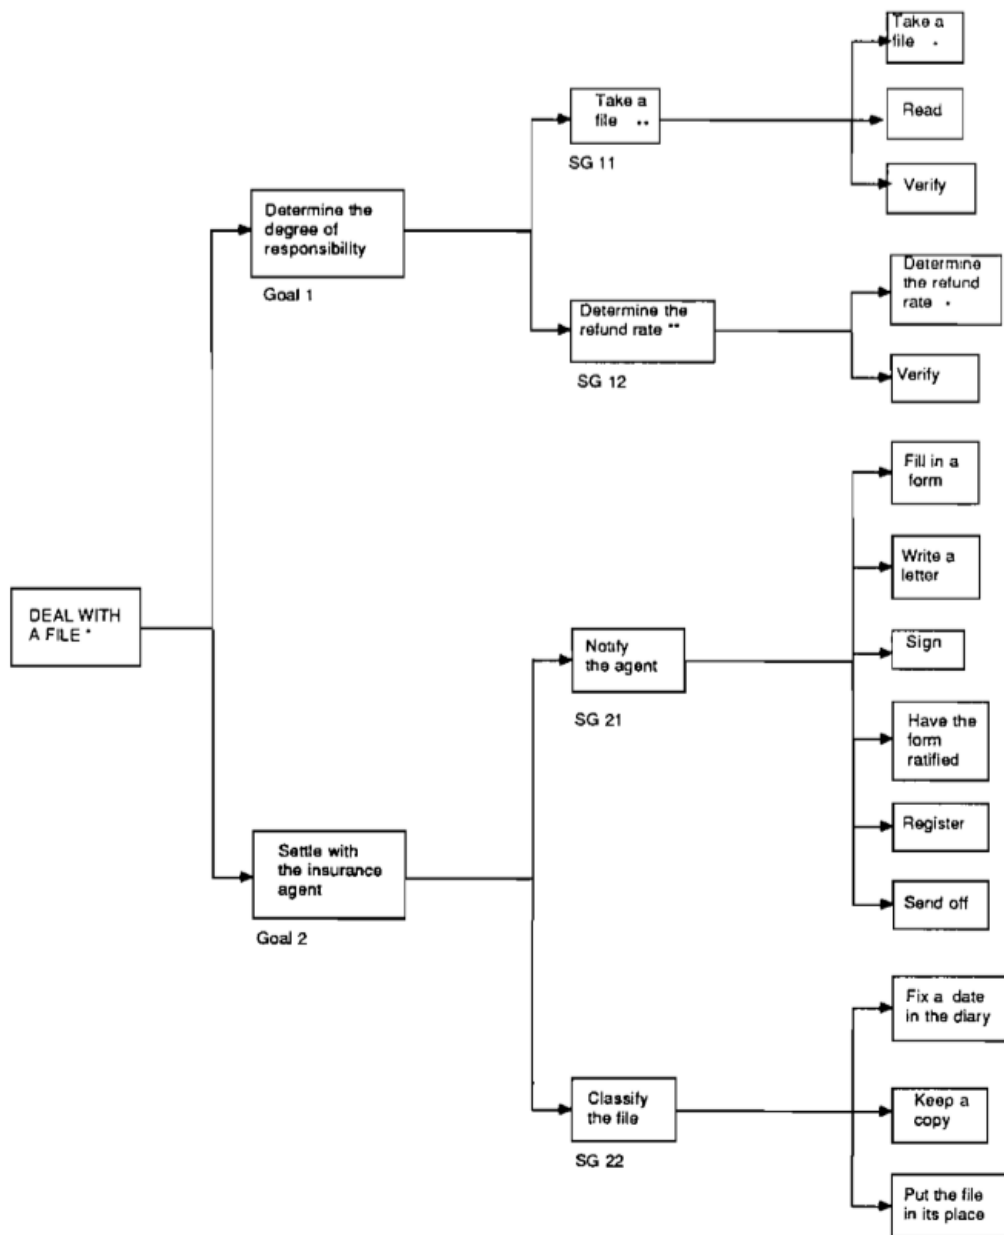 Take a
file *
Take a
file **
SG 11
Read
Verify
Determine the
degree of
responsibility
Goal 1
Determine the
refund rate **
SG 12
Determine
the refund
rate *
Verify
DEAL WITH
A FILE *
Notify
the agent
SG 21
Fill in a
form
Write a
letter
Sign
Have the
form
ratified
Register
Send off
Settle with
the insurance
agent
Goal 2
Classify
the file
SG 22
Fix a date
in the diary
Keep a
copy
Put the file
in its place